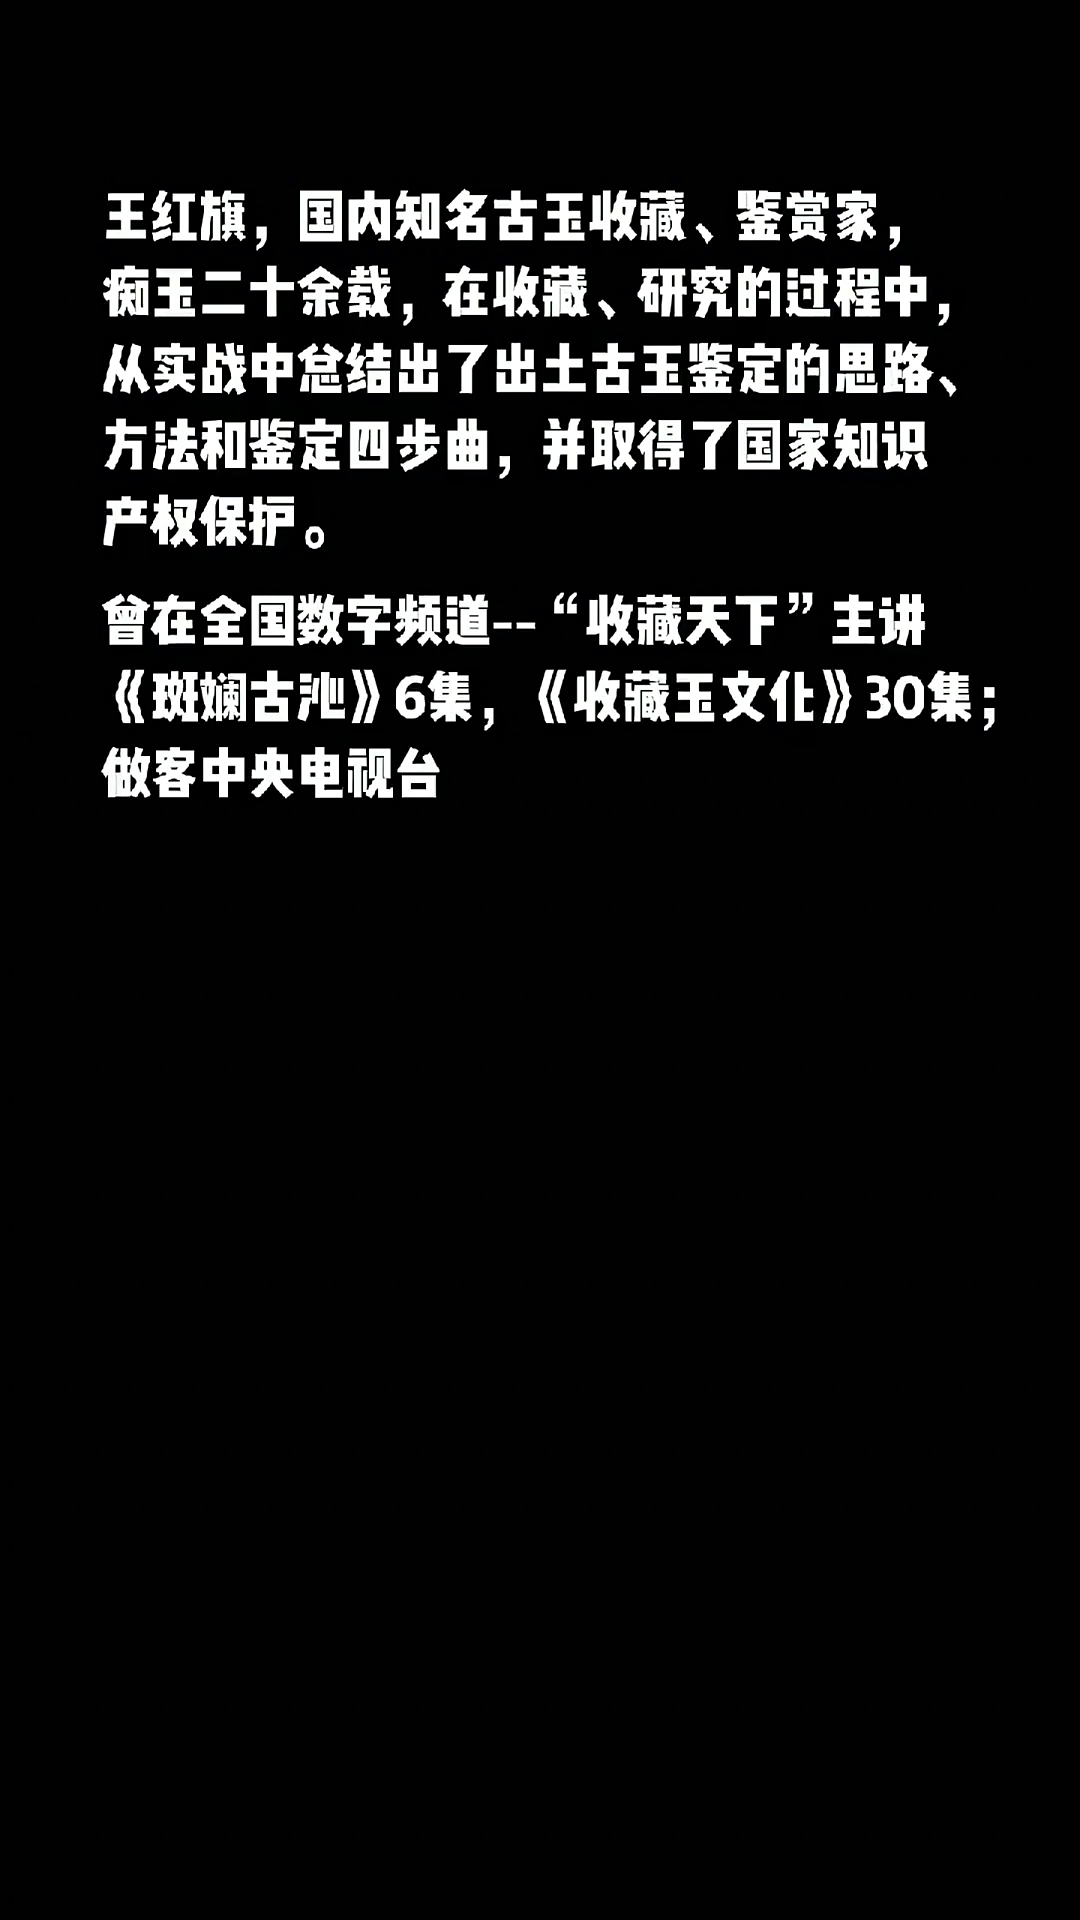 王红旗，国内知名古玉收藏、鉴赏家，
痴玉二十余载，在收藏、研究的过程中，
从实战中总结出了出土古玉鉴定的思路、
方法和鉴定四步曲，并取得了国家知识
产权保护。
曾在全国数字频道--“收藏天下”主讲
《斑斓古沁》6集，《收藏玉文化》30集；
做客中央电视台